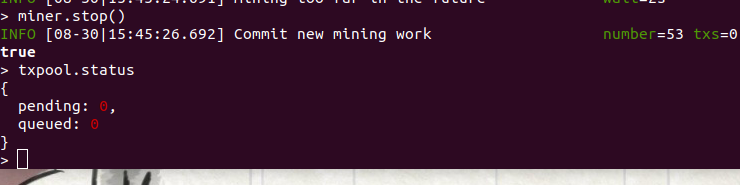 INFO [08-30|15:45:24.691] Mining too far in the future wait=2s
> miner.stop()
INFO [08-30|15:45:26.692] Commit new mining work number=53 txs=0
true
> txpool.status
{
pending: 0,
queued: 0
}
>